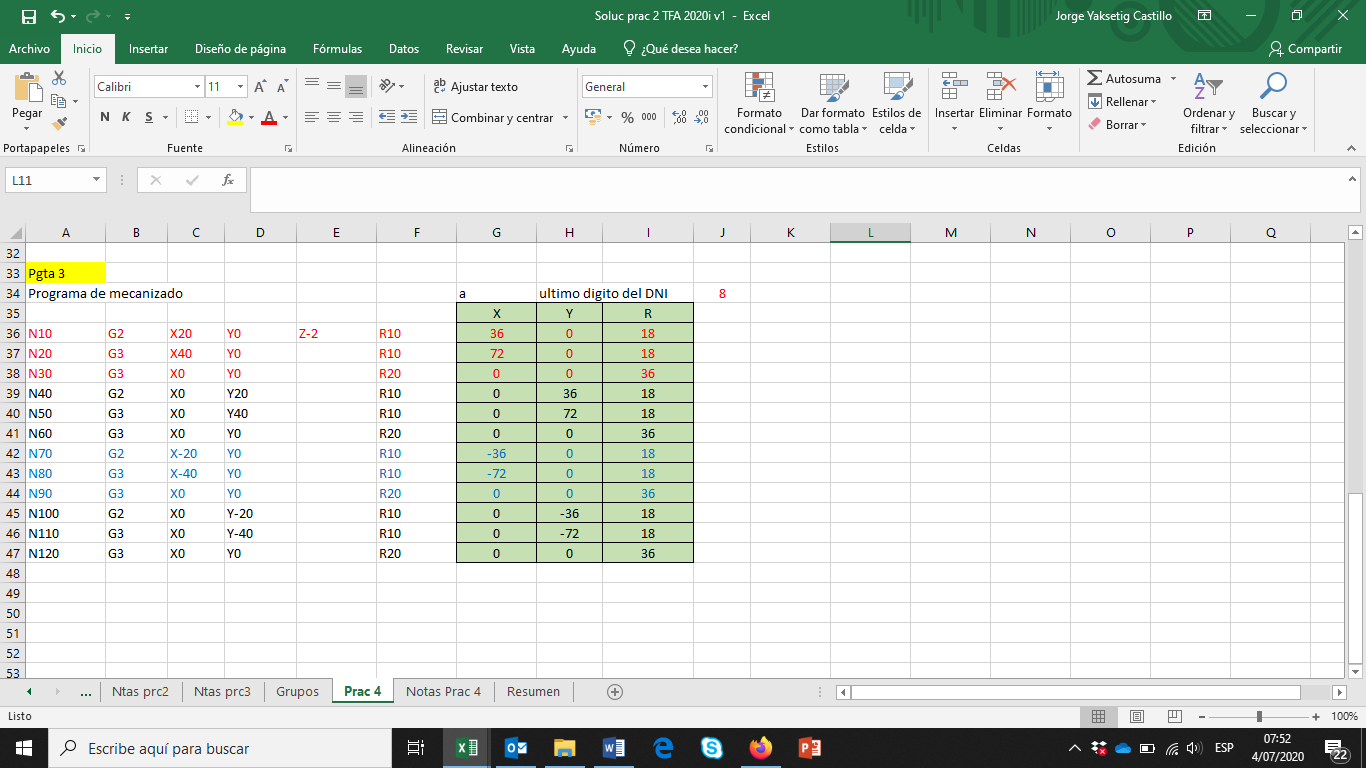 Soluc prac 2 TFA 2020i v1 - Excel
Jorge Yaksetig Castillo
Archivo Inicio Insertar Diseño de página Fórmulas Datos Revisar Vista Ayuda ¿Qué desea hacer? Compartir
Pegar
Calibri 11
N K S
Ajustar texto
Combinar y centrar
General
% 000
Formato condicional
Dar formato como tabla
Estilos de celda
Insertar Eliminar Formato
Autosuma
Rellenar
Borrar
Ordenar y filtrar
Buscar y seleccionar
Portapapeles Fuente Alineación Número Estilos Celdas Edición
L11 fx
A B C D E F G H I J K L M N O P Q
32
33 Pgta 3
34 Programa de mecanizado a ultimo digito del DNI 8
35 X Y R
36 N10 G2 X20 Y0 Z-2 R10 36 0 18
37 N20 G3 X40 Y0 R10 72 0 18
38 N30 G3 X0 Y0 R20 0 0 36
39 N40 G2 X0 Y20 R10 0 36 18
40 N50 G3 X0 Y40 R10 0 72 18
41 N60 G3 X0 Y0 R20 0 0 36
42 N70 G2 X-20 Y0 R10 -36 0 18
43 N80 G3 X-40 Y0 R10 -72 0 18
44 N90 G3 X0 Y0 R20 0 0 36
45 N100 G2 X0 Y-20 R10 0 -36 18
46 N110 G3 X0 Y-40 R10 0 -72 18
47 N120 G3 X0 Y0 R20 0 0 36
48
49
50
51
52
53
... Ntas prc2 Ntas prc3 Grupos Prac 4 Notas Prac 4 Resumen
Listo 100%
Escribe aquí para buscar
ESP
07:52
4/07/2020
22